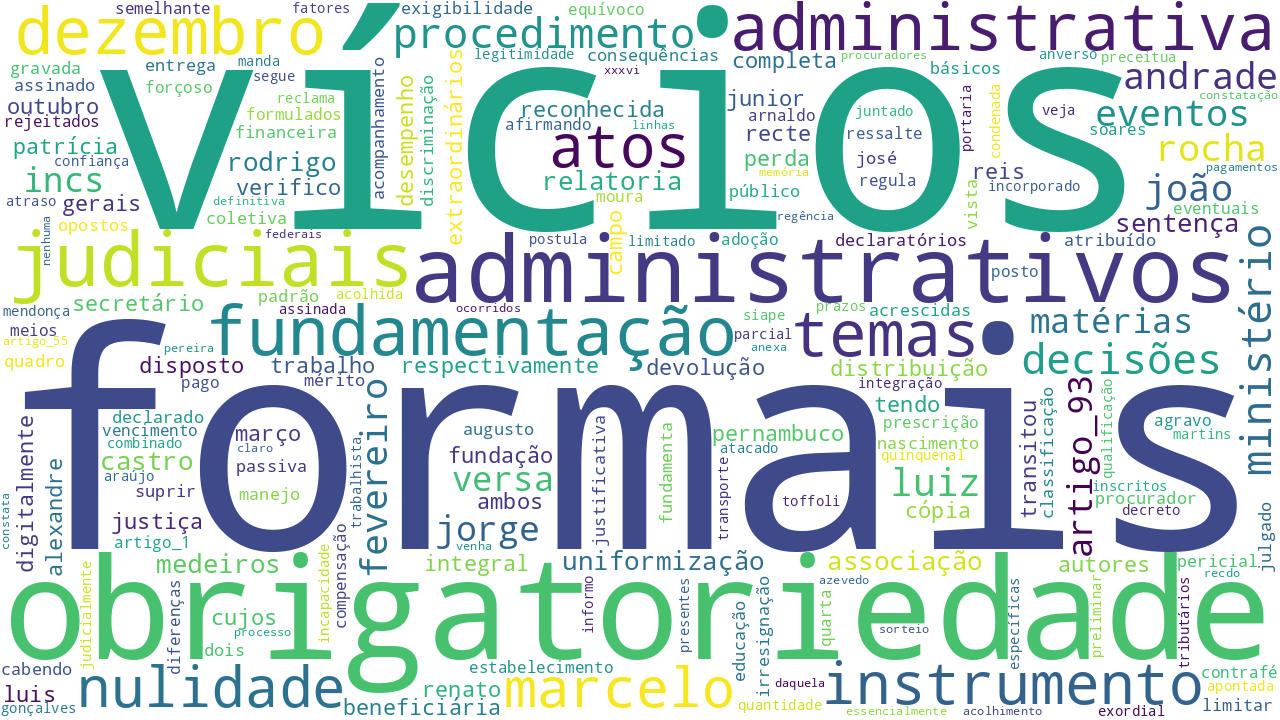 semelhante fatores exigibilidade equívoco
dezembro vícios procedimento administrativa
legitimidade consequências procuradores anverso preceitua
gravada entrega manda completa básicos
assinado forçoso segue xxxvi andrade
outubro reclama reconhecida junior constatação
rejeitados formulados afirmando linhas arnaldo juntado veja eventos
patrícia financeira atos recte ressalte soares
confiança rodrigo relatoria perda josé rocha
incs verifico memória reis pagamentos
atraso gerais definitiva moura público regula incorporado joão
opostos coletiva regência sentença eventuais
acompanhamento desempenho discriminação extraordinários campo vista portaria condenada
nenhuma federais postula limitado adoção declaratórios atribuído
judiciais administrativos posto
secretário padrão acolhida siape prazos acrescidas
mendonça assinada ocorridos parcial matérias ministério
meios fundamentação temas
artigo_55 pereira anexa decisões
quadro disposto trabalho respectivamente devolução distribuição
pago mérito integração
formais
declarado março augusto pernambuco tendo prescrição agravo
vencimento claro atacado nascimento martins
combinado fundação quinquenal
castro passiva versa luiz inscritos
araújo suprir manejo ambos toffoli cópia procurador
justiça jorge decreto
artigo_1 venha
digitalmente alexandre fevereiro trabalhista justificativa fundamenta transporte transitou classificação artigo_93 qualificação julgado constata
medeiros integral uniformização associação autores pericial
recdo
obrigatoriedade azevedo
cujos processo sorteio
dois
judicialmente diferenças incapacidade compensação informo presentes educação irresignação quarta específicas preliminar tributários
cabendo estabelecimento contrafé
luis nulidade renato marcelo daquela instrumento apontada
gonçalves beneficiária quantidade essencialmente acolhimento exordial limitar